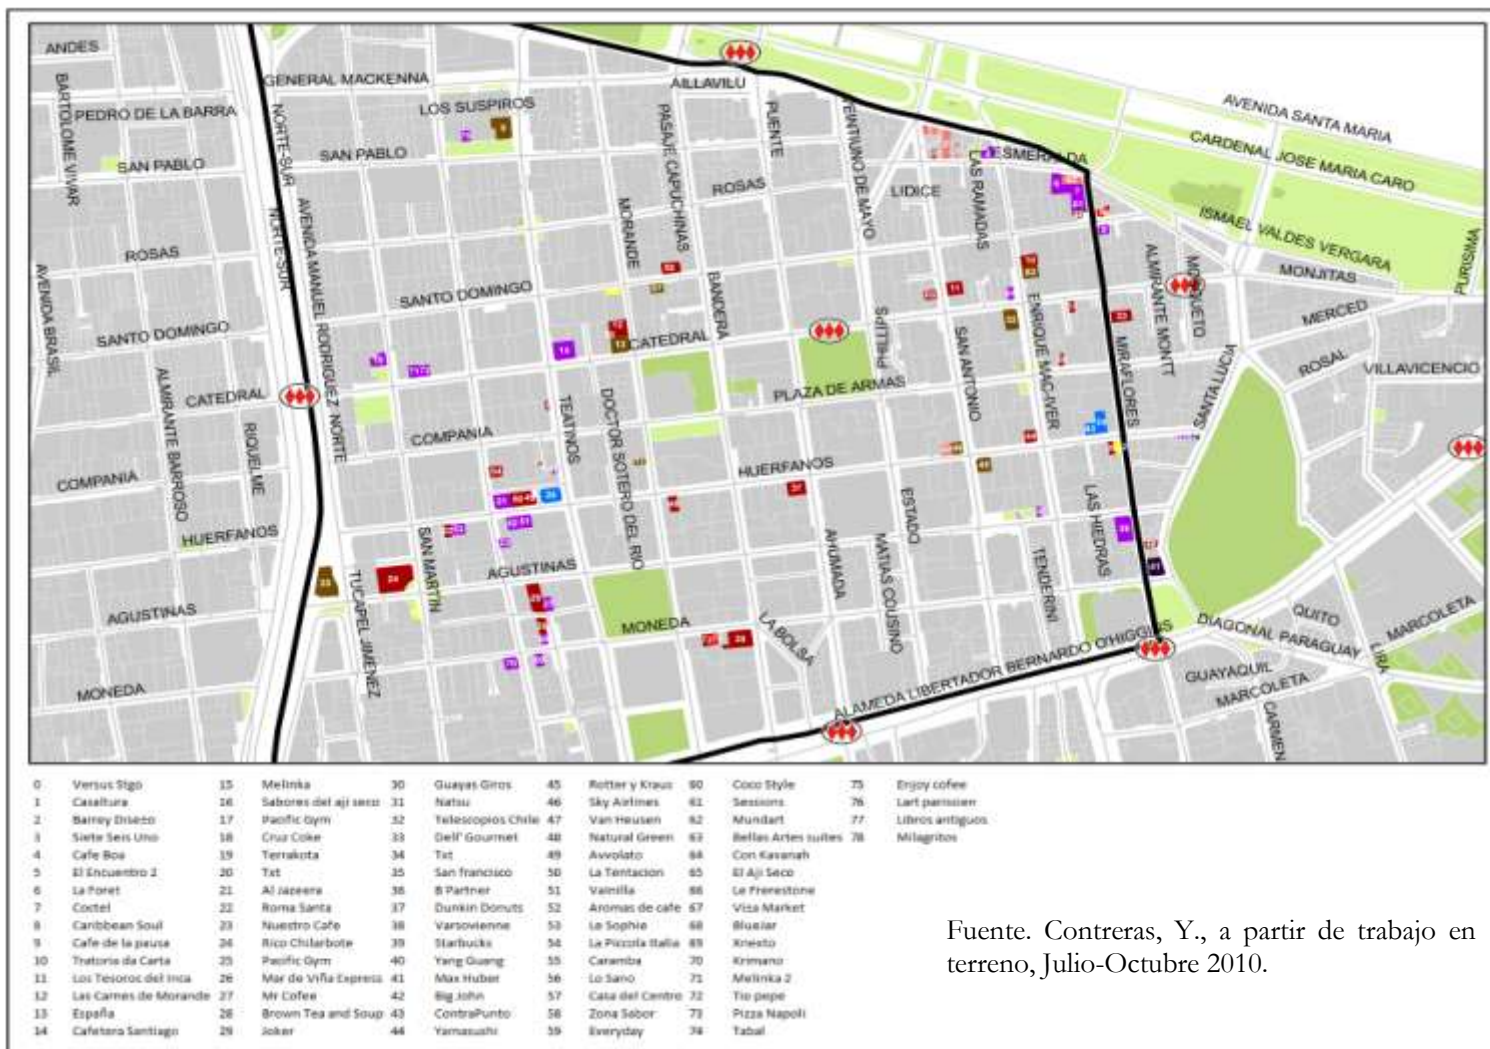 ANDES
BARTOLOME VIVAR
PEDRO DE LA BARRA
SAN PABLO
GENERAL MACKENNA
LOS SUSPIROS
SAN PABLO
AILLAVILU
PASAJE CAPUCHINAS
PUENTE
VEINTIUNO DE MAYO
ROSAS
LIDICE
LAS RAMADAS
ESMERALDA
AVENIDA SANTA MARIA
CARDENAL JOSE MARIA CARO
ISMAEL VALDES VERGARA
MONJITAS
PURISIMA
NORTE-SUR
NORTE-SUR
AVENIDA MANUEL RODRIGUEZ NORTE
ROSAS
SANTO DOMINGO
AVENIDA BRASIL
SANTO DOMINGO
MORANDE
BANDERA
CATEDRAL
PHILLIPS
SAN ANTONIO
ENRIQUE MAC-IVER
MIRAFLORES
ALMIRANTE MONTT
MOSQUETO
MERCED
ROSAL
VILLAVICENCIO
SANTA LUCIA
PLAZA DE ARMAS
CATEDRAL
ALMIRANTE BARROSO
RIQUELME
COMPANIA
COMPANIA
TEATINOS
DOCTOR SOTERO DEL RIO
HUERFANOS
ESTADO
LAS HIEDRAS
HUERFANOS
SAN MARTIN
AGUSTINAS
AHUMADA
MATIAS COUSINO
TENDERINI
AGUSTINAS
TUCAPEL JIMENEZ
MONEDA
LA BOLSA
MONEDA
ALAMEDA LIBERTADOR BERNARDO O'HIGGINS
QUITO
DIAGONAL PARAGUAY
MARCOLETA
LIRA
GUAYAQUIL
MARCOLETA
CARMEN
0 Versus Stgo 15 Melinka 30 Guayas Giros 45 Rotter y Kraus 60 Coco Style 75 Enjoy cofee
1 Casaltura 16 Sabores del aji seco 31 Natsu 46 Sky Airlines 61 Sessions 76 Lart parissien
2 Barrey Diseno 17 Pacific Gym 32 Telescopios Chile 47 Van Heusen 62 Mundart 77 Libros antiguos
3 Siete Seis Uno 18 Cruz Coke 33 Dell' Gourmet 48 Natural Green 63 Bellas Artes suites 78 Milagritos
4 Cafe Boa 19 Terrakota 34 Txt 49 Avvolato 64 Con Kavanah
5 El Encuentro 2 20 Txt 35 San francisco 50 La Tentacion 65 El Aji Seco
6 La Foret 21 Al Jazeera 36 B Partner 51 Vainilla 66 Le Frerestone
7 Coctel 22 Roma Santa 37 Dunkin Donuts 52 Aromas de cafe 67 Visa Market
8 Caribbean Soul 23 Nuestro Cafe 38 Varsovienne 53 Le Sophie 68 BlueJar
9 Cafe de la pausa 24 Rico Chilarbote 39 Starbucks 54 La Piccola Italia 69 Knesto
10 Tratoria da Carta 25 Pacific Gym 40 Yang Guang 55 Caramba 70 Krimano
11 Los Tesoros del Inca 26 Mar de Viña Express 41 Max Huber 56 Lo Sano 71 Melinka 2
12 Las Carnes de Morande 27 Mr Cofee 42 Big John 57 Casa del Centro 72 Tio pepe
13 España 28 Brown Tea and Soup 43 ContraPunto 58 Zona Sabor 73 Pizza Napoli
14 Cafetera Santiago 29 Joker 44 Yamasushi 59 Everyday 74 Tabal
Fuente. Contreras, Y., a partir de trabajo en
terreno, Julio-Octubre 2010.